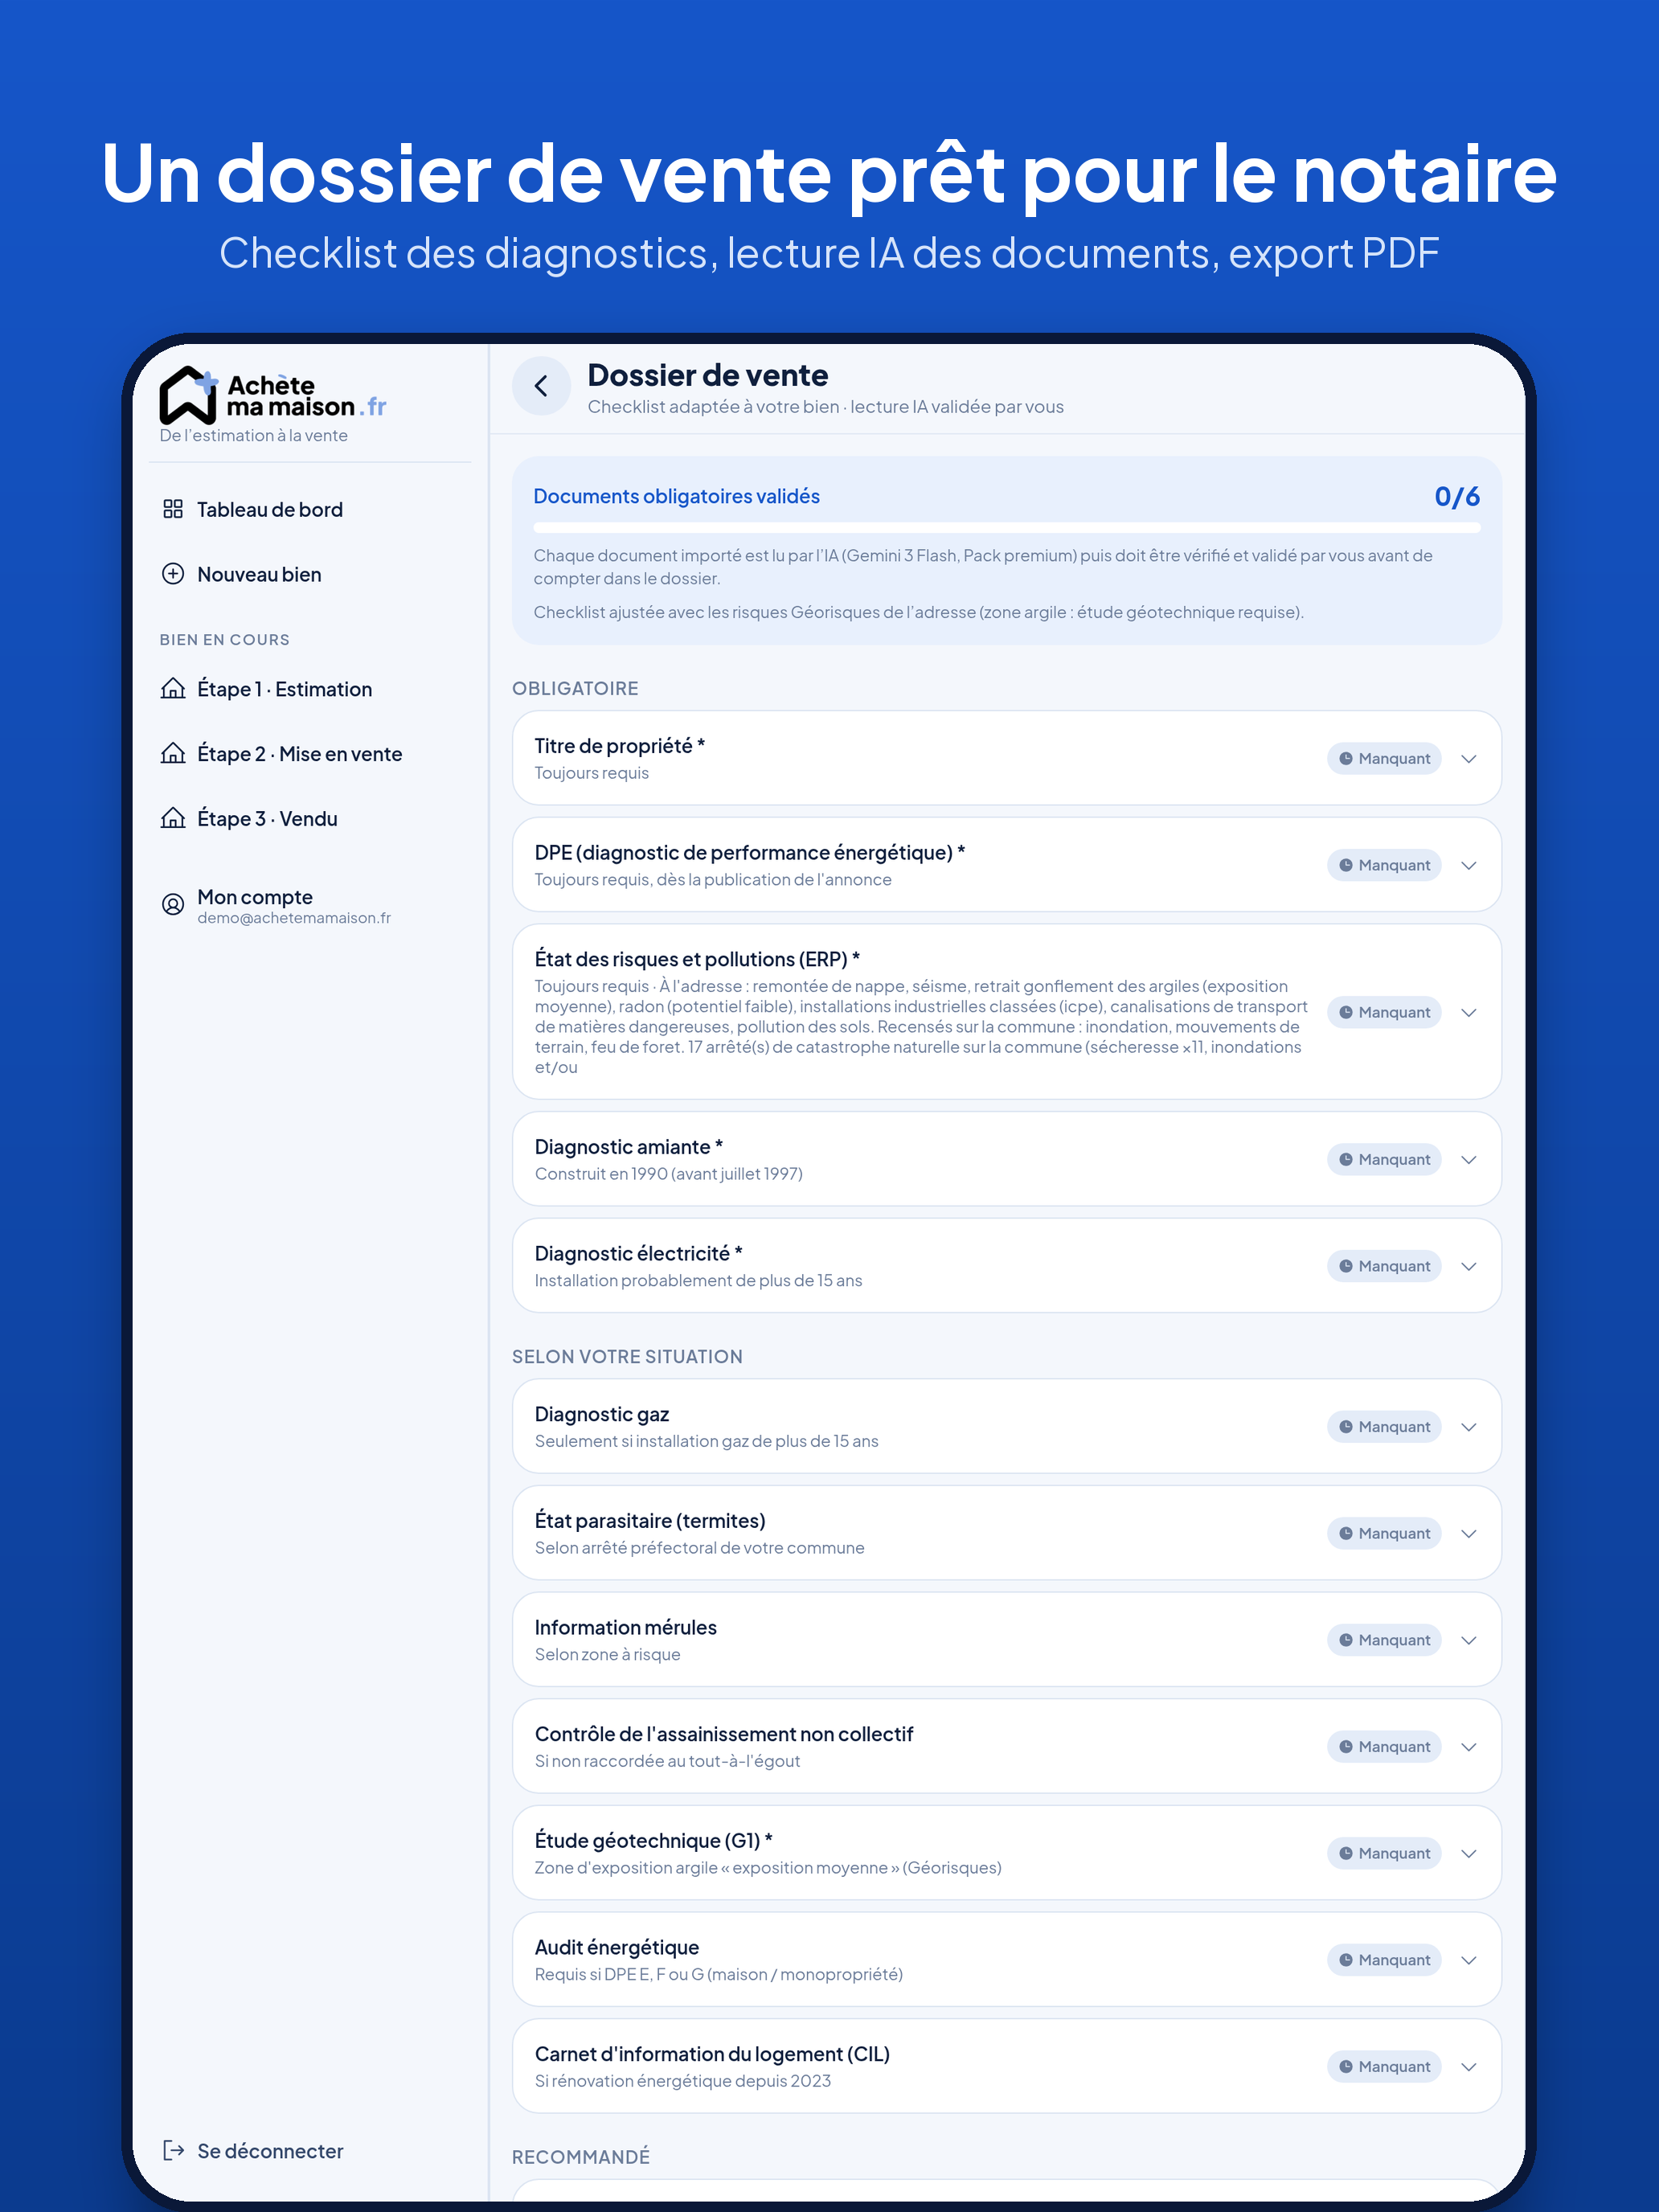 Un dossier de vente prêt pour le notaire
Checklist des diagnostics, lecture IA des documents, export PDF
Achète
ma maison.fr
De l'estimation à la vente
Tableau de bord
Nouveau bien
BIEN EN COURS
Étape 1 · Estimation
Étape 2 · Mise en vente
Étape 3 · Vendu
Mon compte
demo@achetemamaison.fr
Se déconnecter
Dossier de vente
Checklist adaptée à votre bien · lecture IA validée par vous
Documents obligatoires validés
0/6
Chaque document importé est lu par l'IA (Gemini 3 Flash, Pack premium) puis doit être vérifié et validé par vous avant de
compter dans le dossier.
Checklist ajustée avec les risques Géorisques de l'adresse (zone argile : étude géotechnique requise).
OBLIGATOIRE
Titre de propriété *
Toujours requis
Manquant
DPE (diagnostic de performance énergétique) *
Toujours requis, dès la publication de l'annonce
Manquant
État des risques et pollutions (ERP) *
Toujours requis · À l'adresse : remontée de nappe, séisme, retrait gonflement des argiles (exposition
moyenne), radon (potentiel faible), installations industrielles classées (icpe), canalisations de transport
de matières dangereuses, pollution des sols. Recensés sur la commune : inondation, mouvements de
terrain, feu de foret. 17 arrêté(s) de catastrophe naturelle sur la commune (sécheresse ×11, inondations
et/ou
Manquant
Diagnostic amiante *
Construit en 1990 (avant juillet 1997)
Manquant
Diagnostic électricité *
Installation probablement de plus de 15 ans
Manquant
SELON VOTRE SITUATION
Diagnostic gaz
Seulement si installation gaz de plus de 15 ans
Manquant
État parasitaire (termites)
Selon arrêté préfectoral de votre commune
Manquant
Information mérules
Selon zone à risque
Manquant
Contrôle de l'assainissement non collectif
Si non raccordée au tout-à-l'égout
Manquant
Étude géotechnique (G1) *
Zone d'exposition argile « exposition moyenne » (Géorisques)
Manquant
Audit énergétique
Requis si DPE E, F ou G (maison / monopropriété)
Manquant
Carnet d'information du logement (CIL)
Si rénovation énergétique depuis 2023
Manquant
RECOMMANDÉ